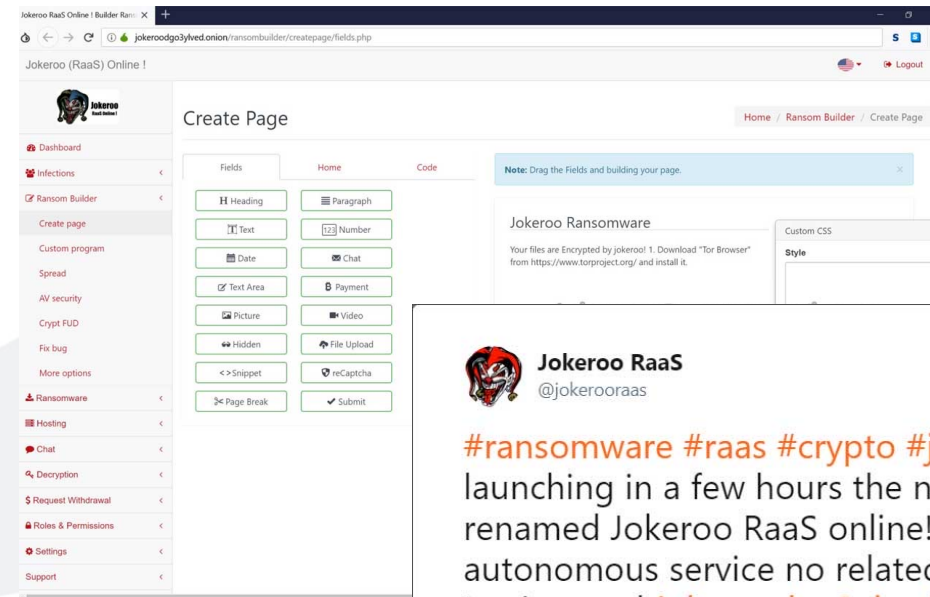 Jokeroo RaaS Online ! Builder Rans
jokeroodgo3ylved.onion/ransombuilder/createpage/fields.php
Jokeroo (RaaS) Online !
Logout
Jokeroo
RaaS Online !
Create Page
Home / Ransom Builder / Create Page
Dashboard
Infections
Ransom Builder
Create page
Custom program
Spread
AV security
Crypt FUD
Fix bug
More options
Ransomware
Hosting
Chat
Decryption
$ Request Withdrawal
Roles & Permissions
Settings
Support
Fields Home Code
H Heading
Paragraph
Text
123 Number
Date
Chat
Text Area
Payment
Picture
Video
Hidden
File Upload
<>Snippet
reCaptcha
Page Break
Submit
Note: Drag the Fields and building your page.
Jokeroo Ransomware
Your files are Encrypted by jokeroo! 1. Download "Tor Browser"
from https://www.torproject.org/ and install it.
Custom CSS
Style
Jokeroo RaaS
@jokerooraas
#ransomware #raas #crypto #j
launching in a few hours the n
renamed Jokeroo RaaS online!
autonomous service no related